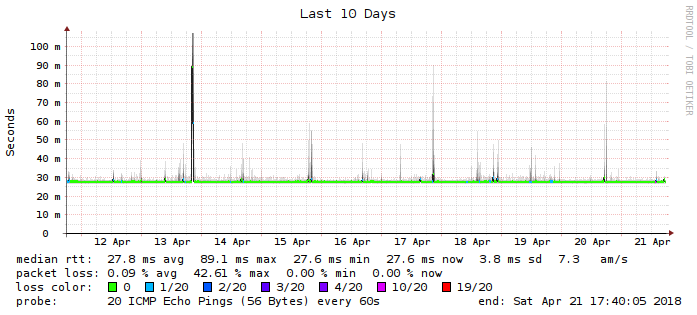 Last 10 Days
RRDTOOL / TOBI OETIKER
Seconds
100 m
90 m
80 m
70 m
60 m
50 m
40 m
30 m
20 m
10 m
0
12 Apr 13 Apr 14 Apr 15 Apr 16 Apr 17 Apr 18 Apr 19 Apr 20 Apr 21 Apr
median rtt: 27.8 ms avg 89.1 ms max 27.6 ms min 27.6 ms now 3.8 ms sd 7.3 am/s
packet loss: 0.09 % avg 42.61 % max 0.00 % min 0.00 % now
loss color: 0 1/20 2/20 3/20 4/20 10/20 19/20
probe: 20 ICMP Echo Pings (56 Bytes) every 60s end: Sat Apr 21 17:40:05 2018